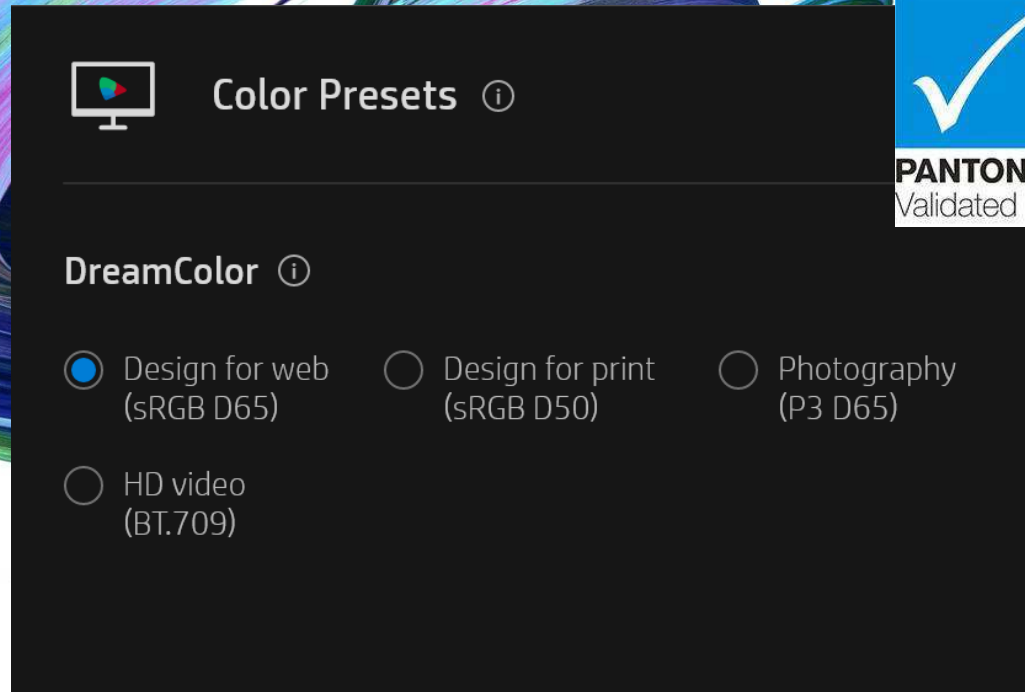 Color Presets
PANTON
Validated
DreamColor
Design for web
(sRGB D65)
Design for print
(sRGB D50)
Photography
(P3 D65)
HD video
(BT.709)